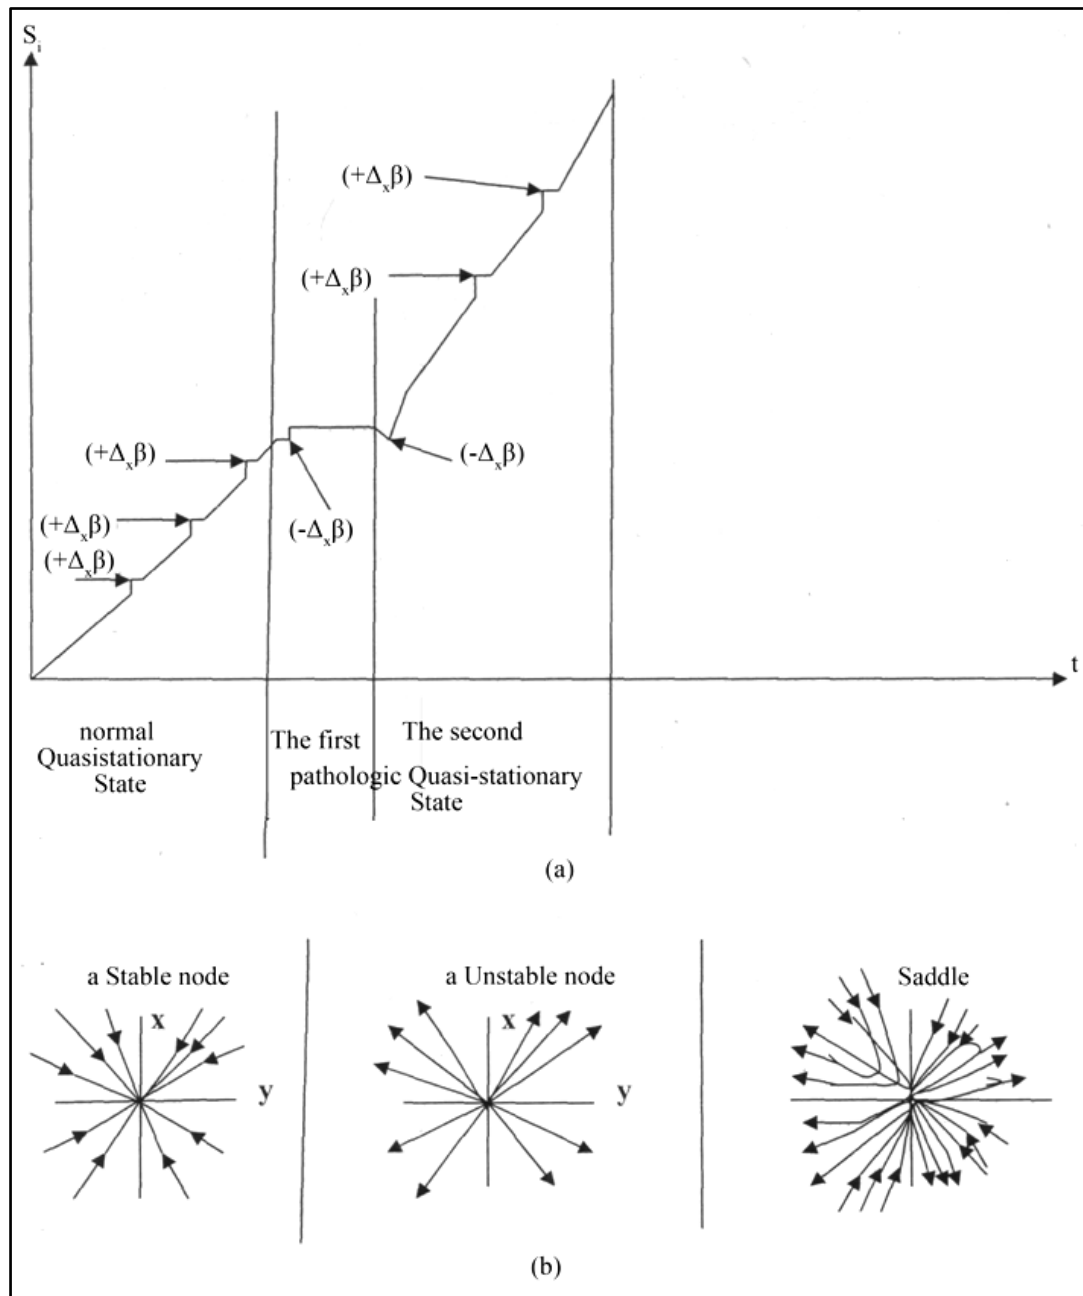 S_i
(+Δ_xβ)
(+Δ_xβ)
(+Δ_xβ)
(-Δ_xβ)
(+Δ_xβ)
(-Δ_xβ)
(+Δ_xβ)
t
normal
Quasistationary
State
The first
The second
pathologic Quasi-stationary
State
(a)
a Stable node
a Unstable node
Saddle
x
x
y
y
(b)